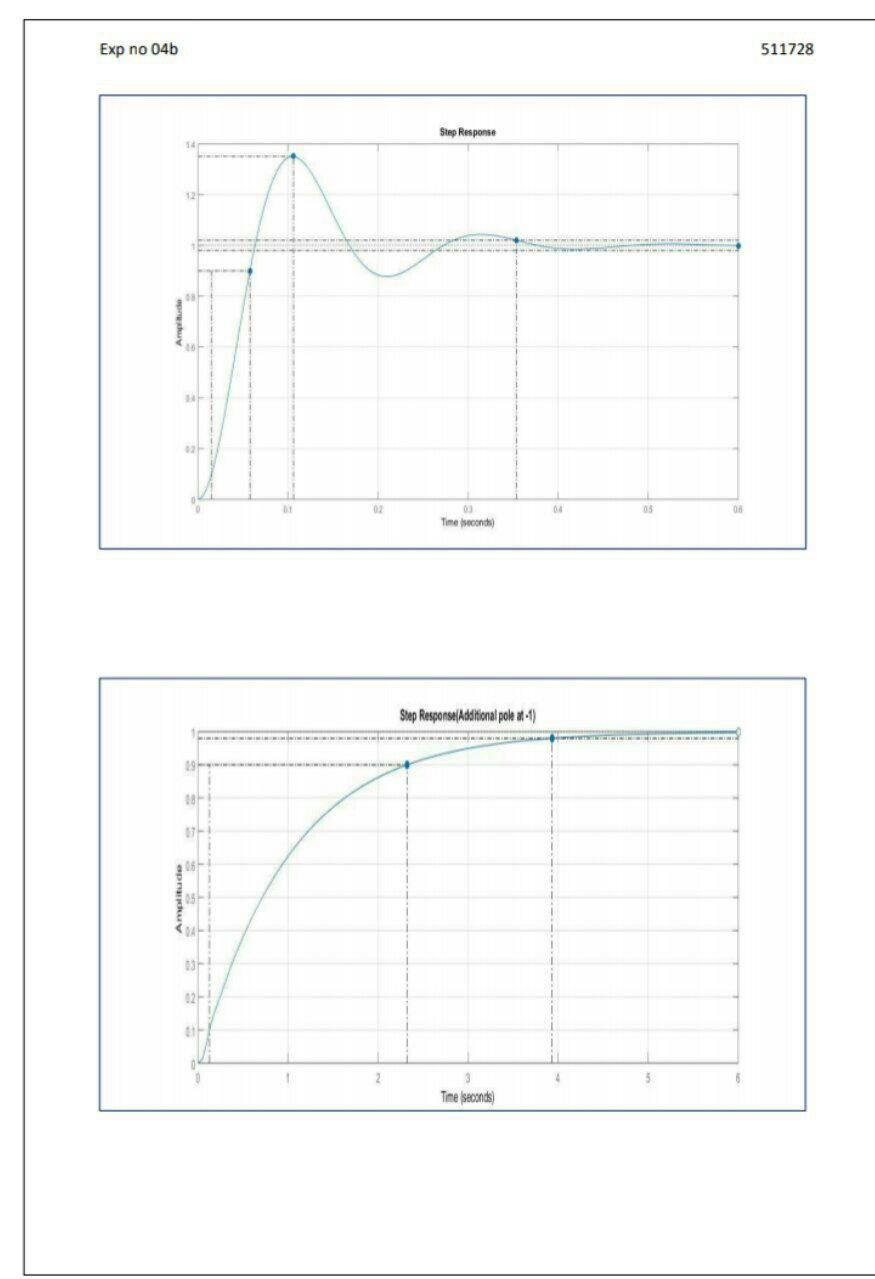 Exp no 04b 511728
Step Response
1.4
1.2
1
0.8
0.6
0.4
0.2
0
Amplitude
0 0.1 0.2 0.3 0.4 0.5 0.6
Time (seconds)
Step Response(Additional pole at -1)
1
0.9
0.8
0.7
0.6
0.5
0.4
0.3
0.2
0.1
0
Amplitude
0 1 2 3 4 5 6
Time (seconds)